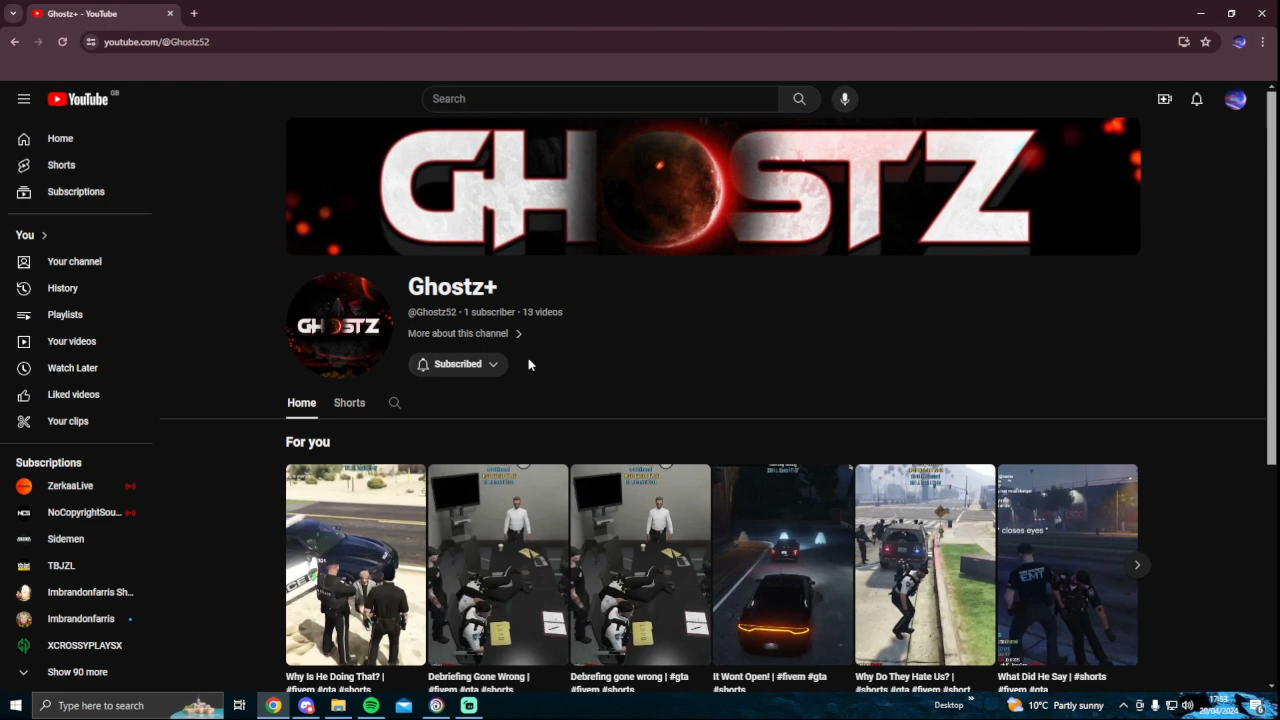 Ghostz+ - YouTube
youtube.com/@Ghostz52
YouTube GB
Search
Home
Shorts
Subscriptions
You
Your channel
History
Playlists
Your videos
Watch Later
Liked videos
Your clips
Subscriptions
ZerkaaLive
NoCopyrightSou...
Sidemen
TBJZL
Imbrandonfarris Sh...
Imbrandonfarris
XCROSSYPLAYSX
Show 90 more
GHOSTZ
GHOSTZ
Ghostz+
@Ghostz52 · 1 subscriber · 13 videos
More about this channel
Subscribed
Home
Shorts
For you
* closes eyes *
EMT
Why Is He Doing That? |
#fivem #gta #shorts
Debriefing Gone Wrong |
#fivem #gta #shorts
Debriefing gone wrong | #gta
#fivem #shorts
It Wont Open! | #fivem #gta
#shorts
Why Do They Hate Us? |
#shorts #gta #fivem #short
What Did He Say | #shorts
#fivem #gta
Type here to search
Desktop
10°C Partly sunny
17:53
20/04/2024